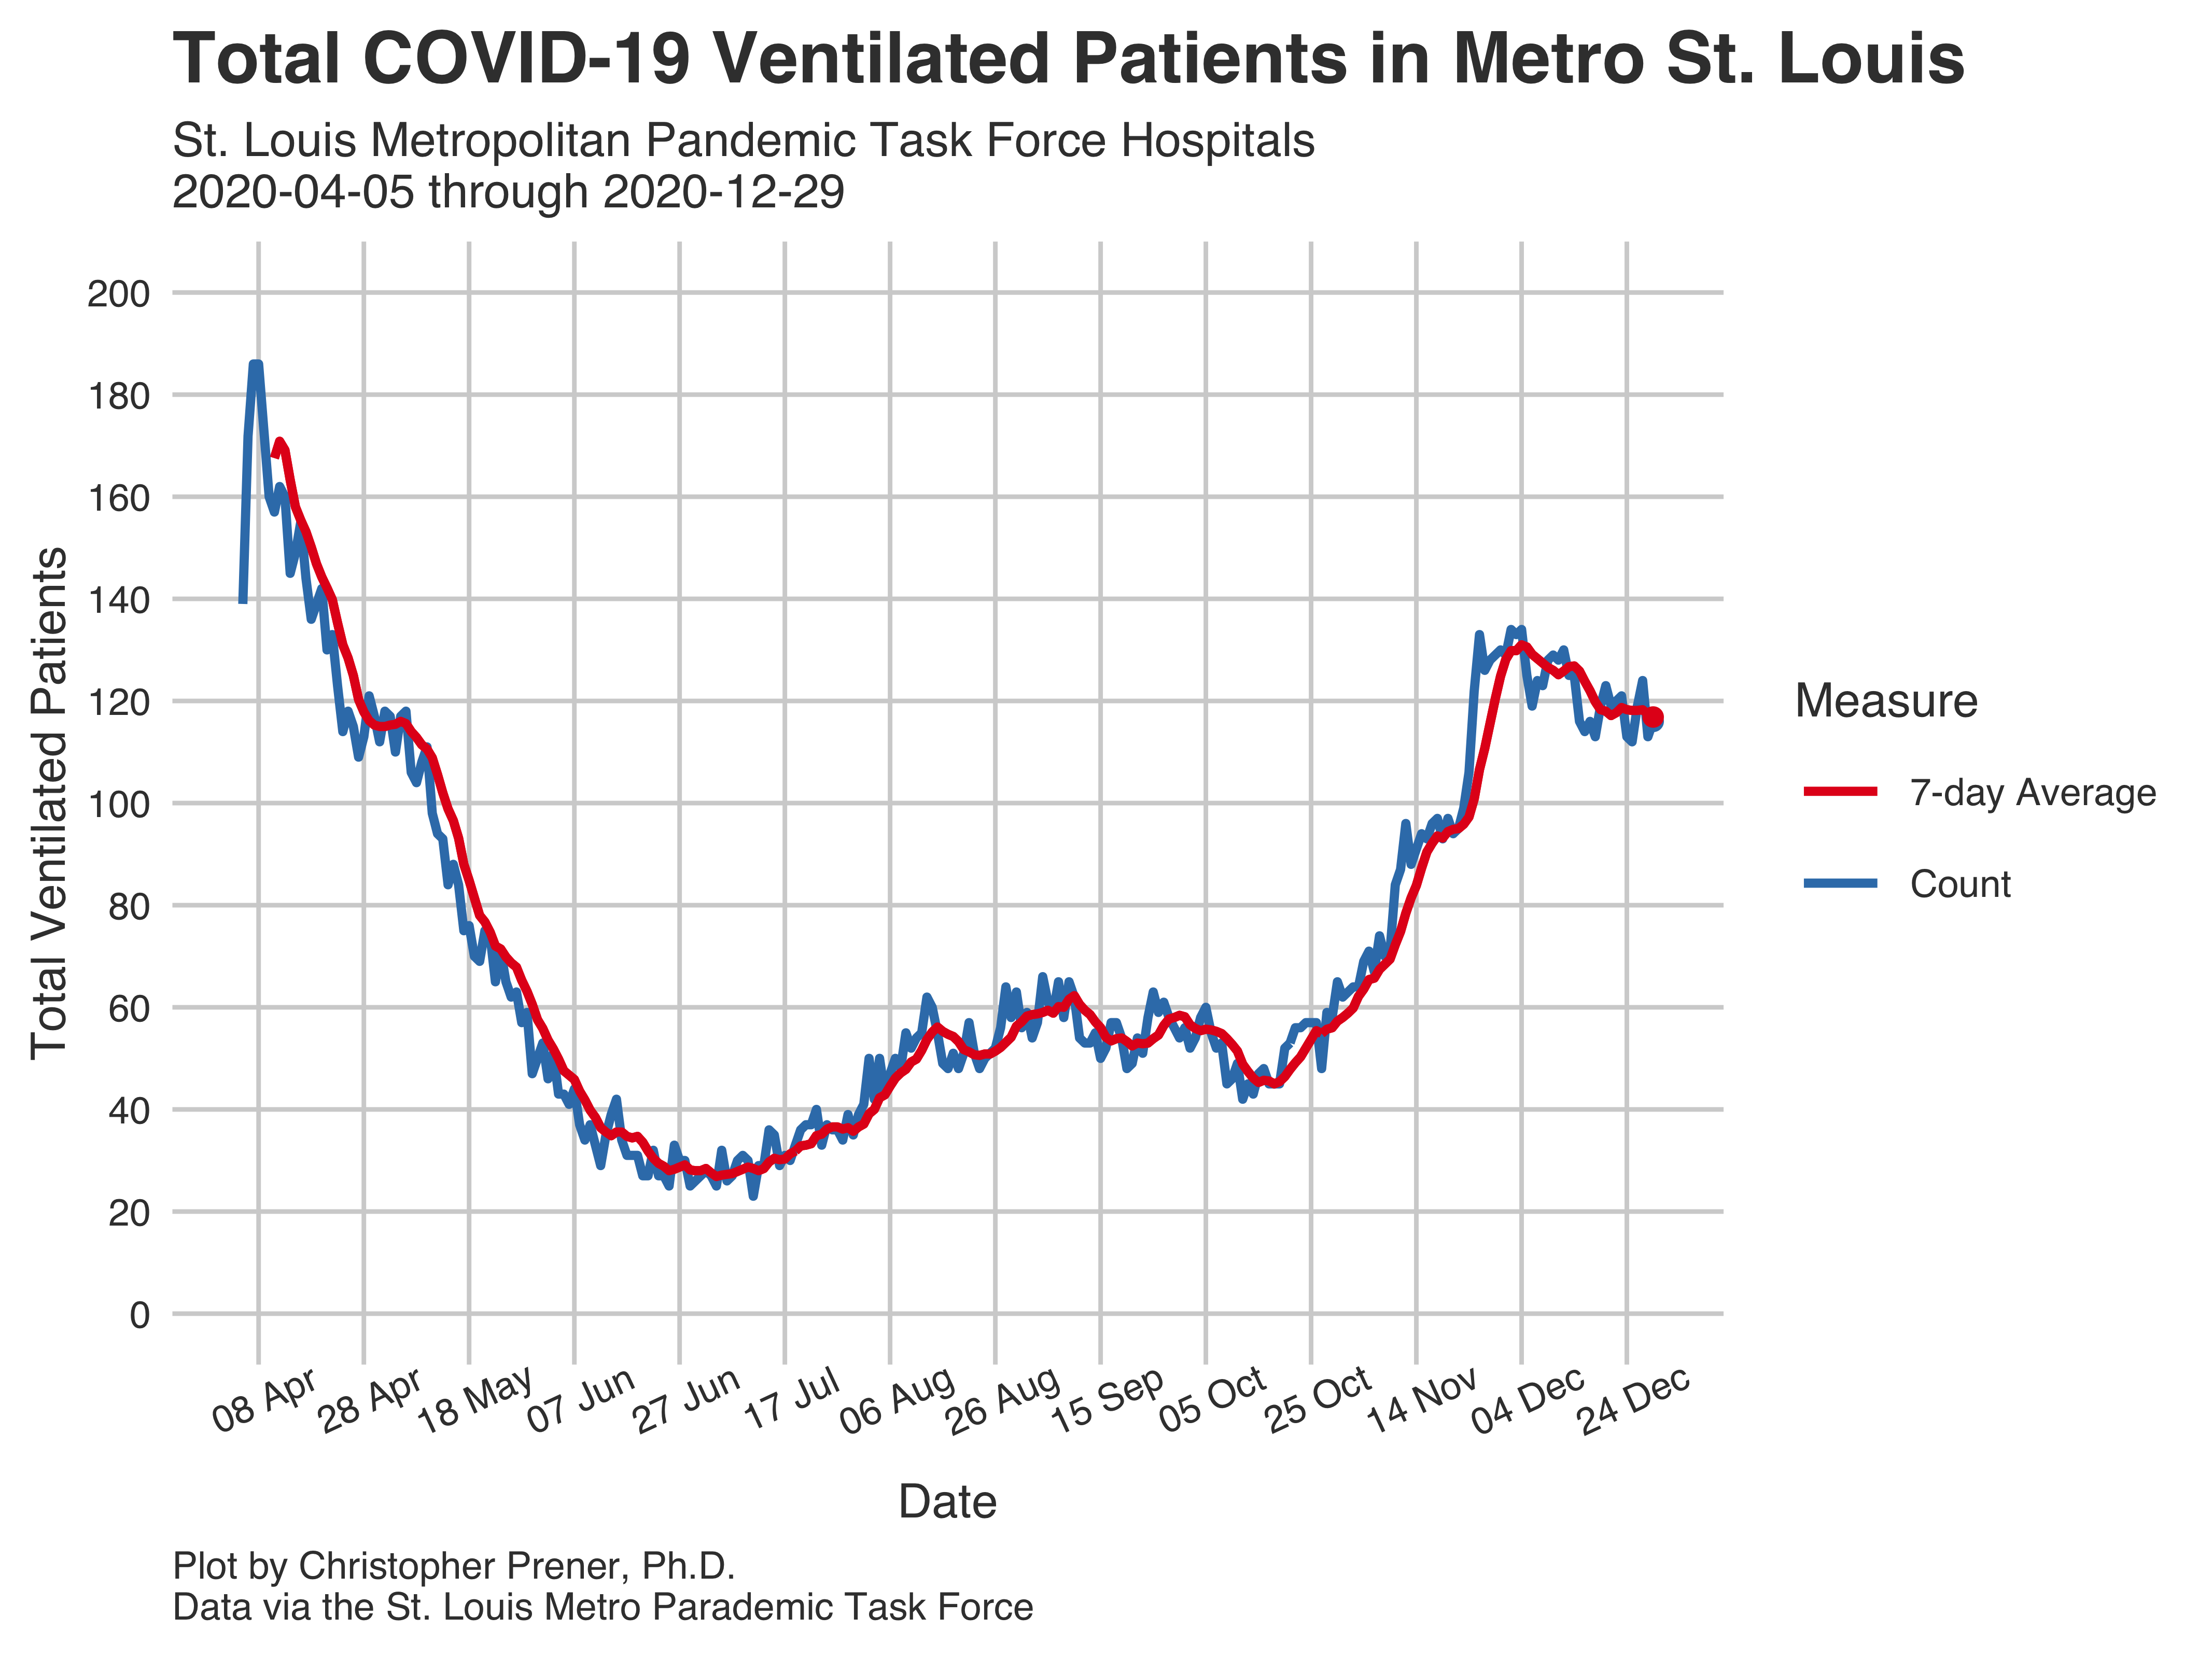 Total COVID-19 Ventilated Patients in Metro St. Louis
St. Louis Metropolitan Pandemic Task Force Hospitals
2020-04-05 through 2020-12-29
Total Ventilated Patients
200
180
160
140
120
100
80
60
40
20
0
08 Apr
28 Apr
18 May
07 Jun
27 Jun
17 Jul
06 Aug
26 Aug
15 Sep
05 Oct
25 Oct
14 Nov
04 Dec
24 Dec
Date
Measure
7-day Average
Count
Plot by Christopher Prener, Ph.D.
Data via the St. Louis Metro Parademic Task Force